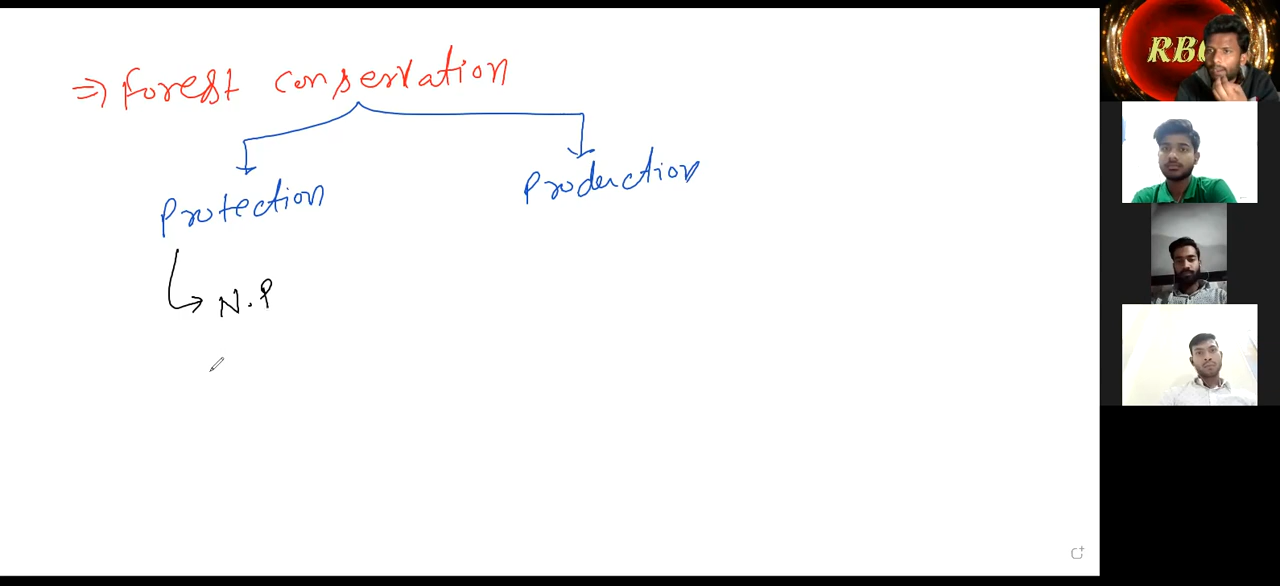 ⇒ Forest conservation
Protection
Production
N.P
RBC